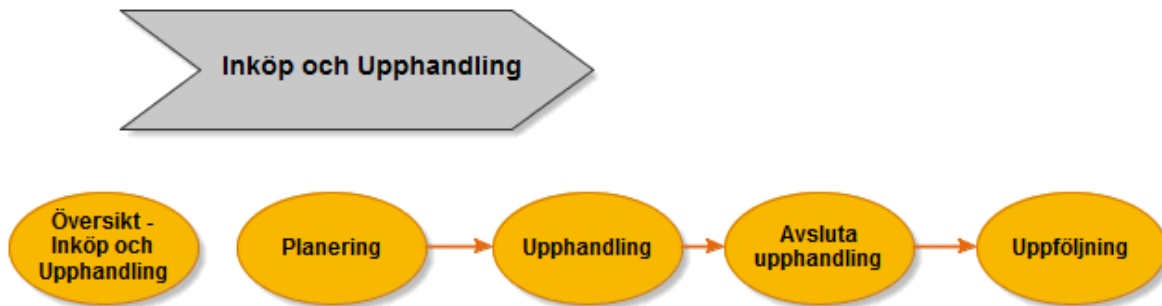 Inköp och Upphandling
Översikt -
Inköp och
Upphandling
Planering
Upphandling
Avsluta
upphandling
Uppföljning